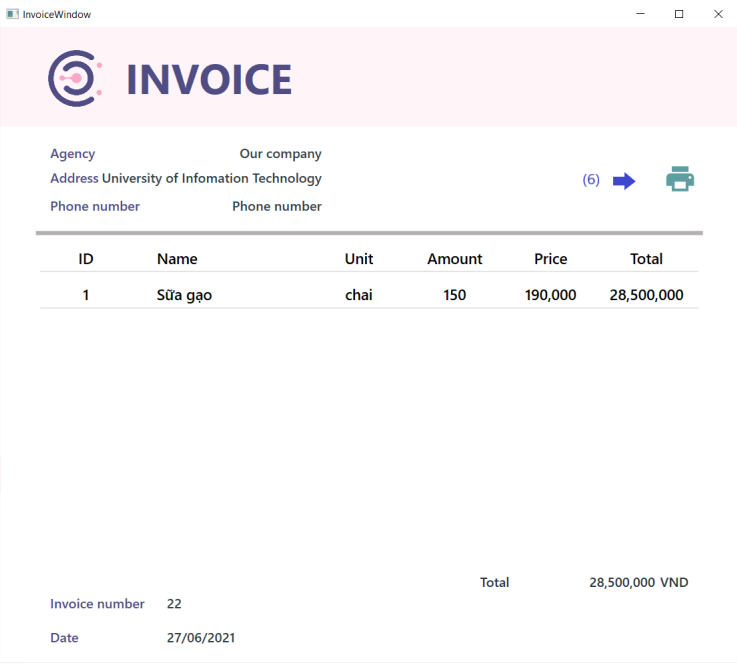 InvoiceWindow
INVOICE
Agency Our company
Address University of Infomation Technology
(6)
Phone number Phone number
ID Name Unit Amount Price Total
1 Sữa gạo chai 150 190,000 28,500,000
Total 28,500,000 VND
Invoice number 22
Date 27/06/2021